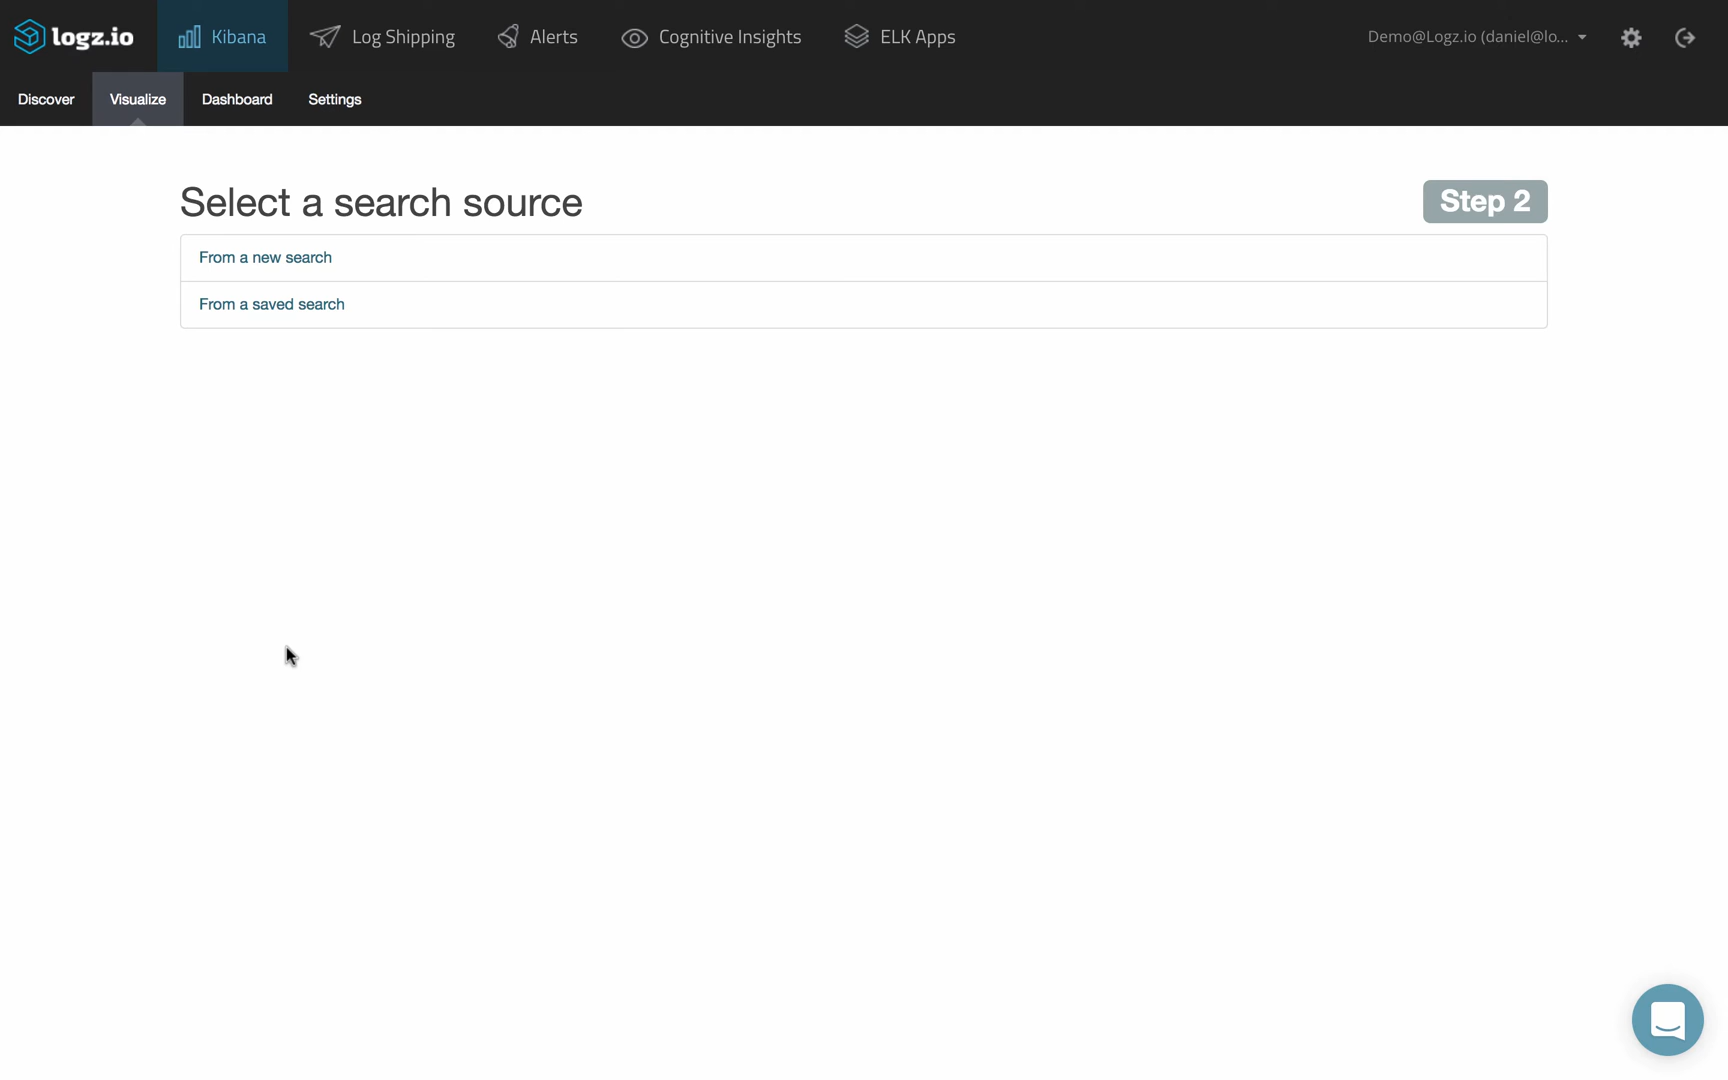 logz.io Kibana Log Shipping Alerts Cognitive Insights ELK Apps Demo@Logz.io (daniel@lo...
Discover Visualize Dashboard Settings
Select a search source Step 2
From a new search
From a saved search